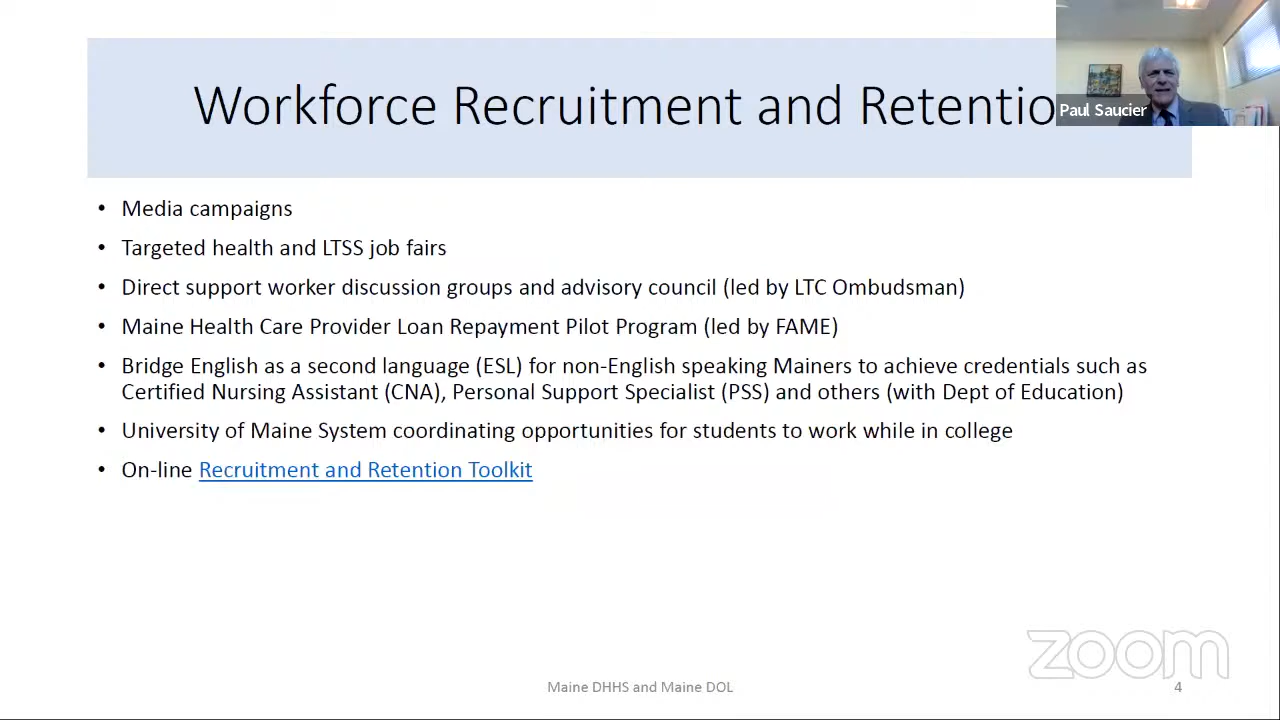 Workforce Recruitment and Retentio
Paul Saucier
• Media campaigns
• Targeted health and LTSS job fairs
• Direct support worker discussion groups and advisory council (led by LTC Ombudsman)
• Maine Health Care Provider Loan Repayment Pilot Program (led by FAME)
• Bridge English as a second language (ESL) for non-English speaking Mainers to achieve credentials such as
Certified Nursing Assistant (CNA), Personal Support Specialist (PSS) and others (with Dept of Education)
• University of Maine System coordinating opportunities for students to work while in college
• On-line Recruitment and Retention Toolkit
zoom
Maine DHHS and Maine DOL
4